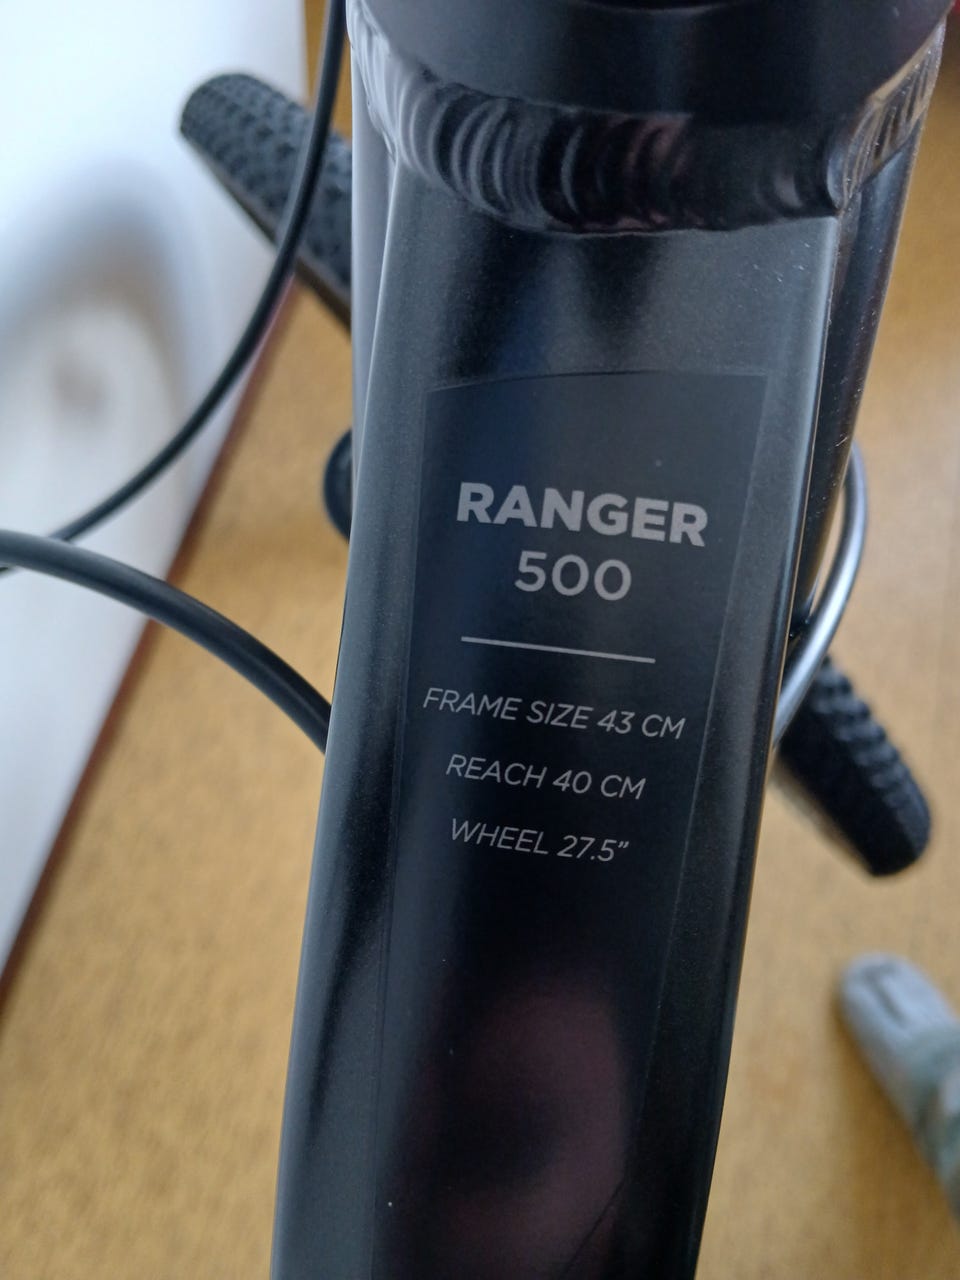 RANGER
500
FRAME SIZE 43 CM
REACH 40 CM
WHEEL 27.5”